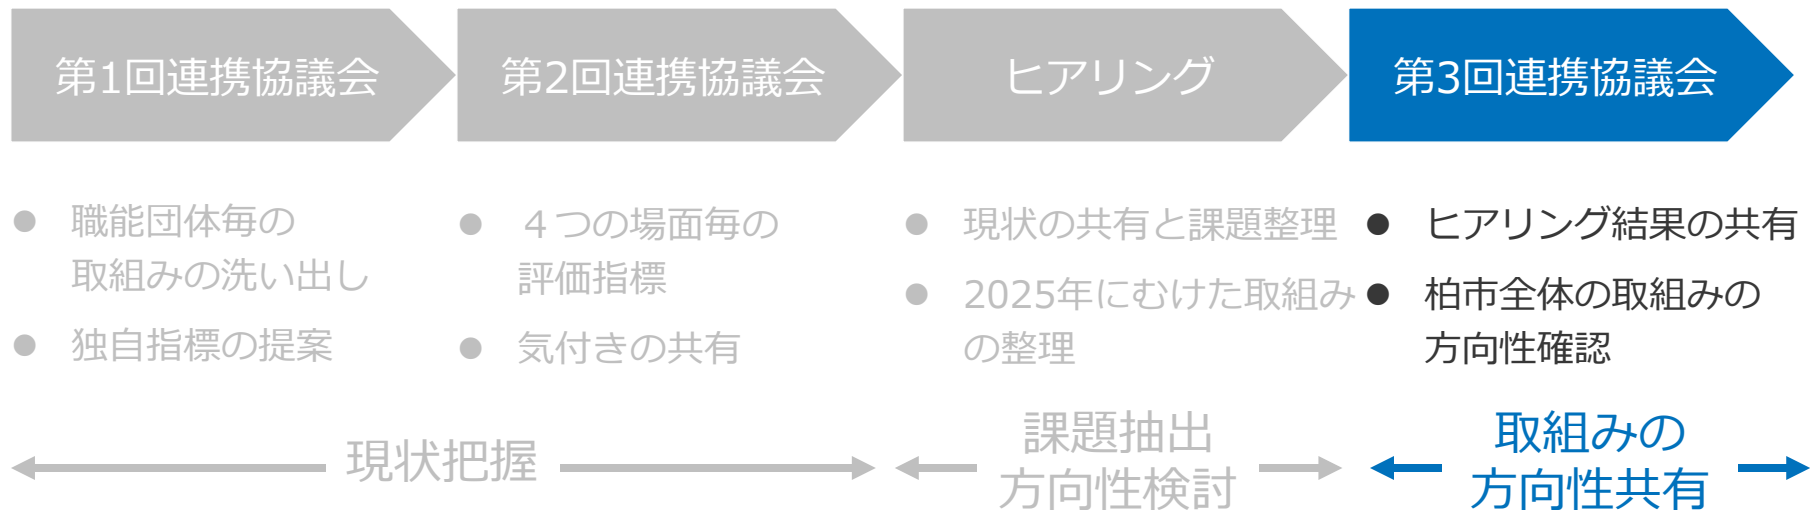 第1回連携協議会
第2回連携協議会
ヒアリング
第3回連携協議会
● 職能団体毎の
取組みの洗い出し
● 独自指標の提案
● 4つの場面毎の
評価指標
● 気付きの共有
● 現状の共有と課題整理
● 2025年にむけた取組み
の整理
● ヒアリング結果の共有
● 柏市全体の取組みの
方向性確認
現状把握
課題抽出
方向性検討
取組みの
方向性共有